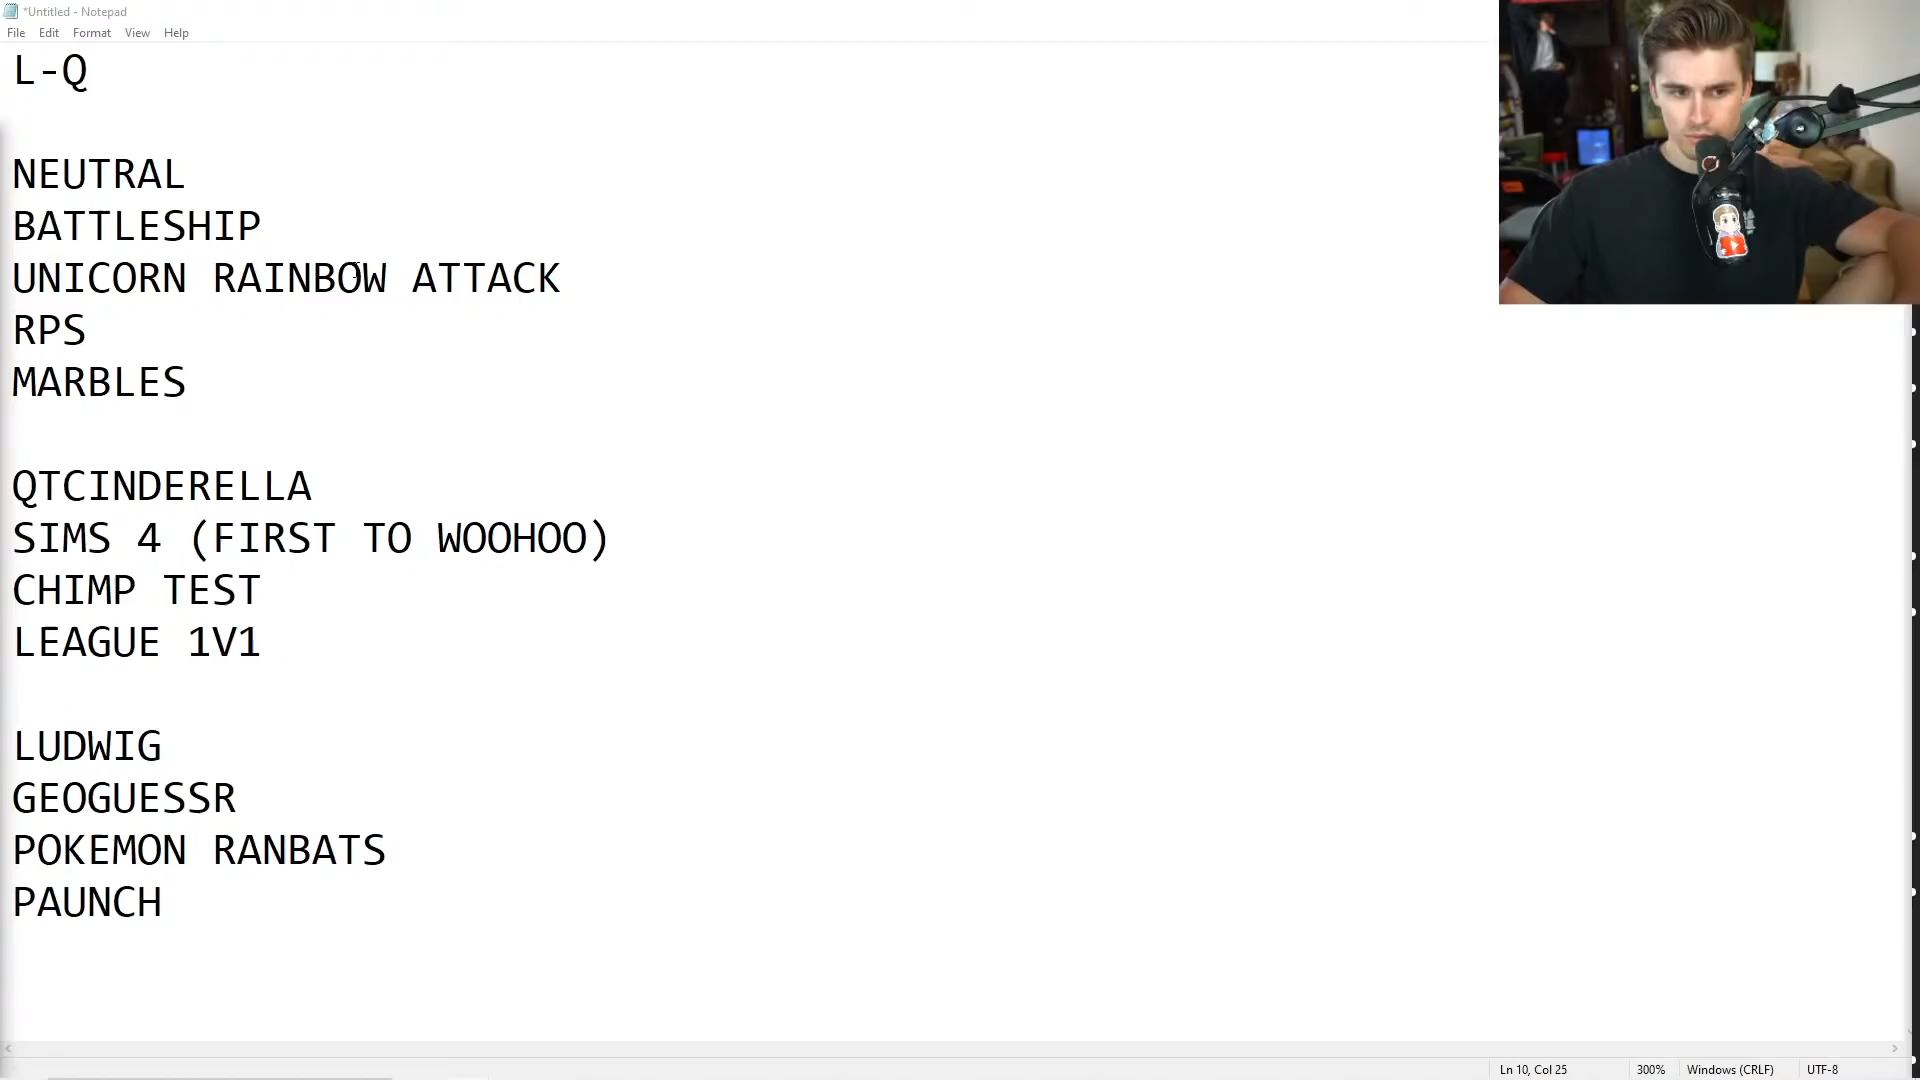 *Untitled - Notepad
File Edit Format View Help
L-Q
NEUTRAL
BATTLESHIP
UNICORN RAINBOW ATTACK
RPS
MARBLES
QTCINDERELLA
SIMS 4 (FIRST TO WOOHOO)
CHIMP TEST
LEAGUE 1V1
LUDWIG
GEOGUESSR
POKEMON RANBATS
PAUNCH
Ln 10, Col 25 300% Windows (CRLF) UTF-8